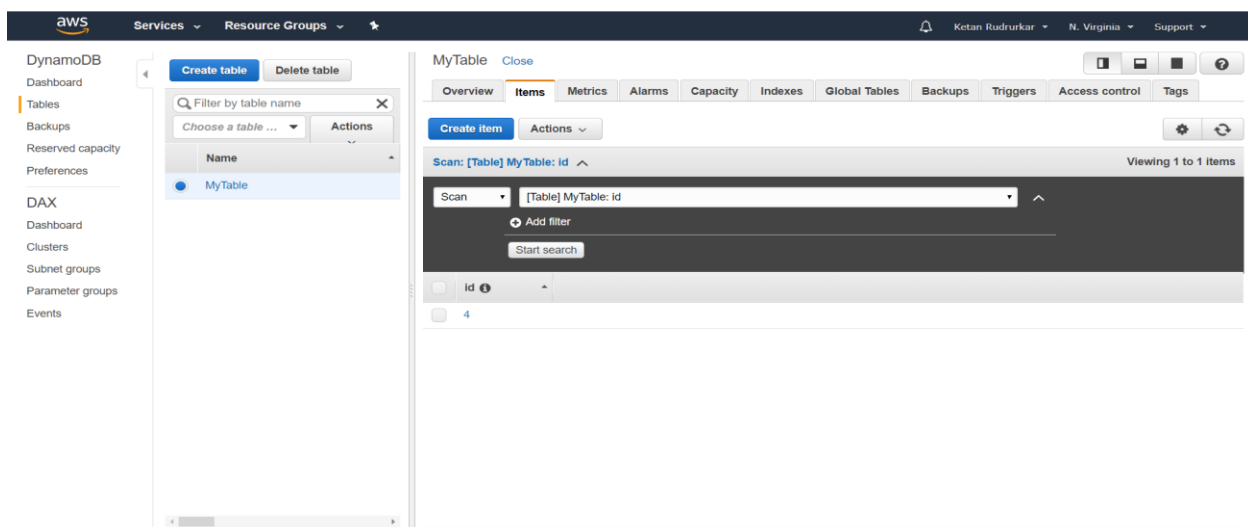 aws Services Resource Groups Ketan Rudrurkar N. Virginia Support
DynamoDB
Dashboard
Tables
Backups
Reserved capacity
Preferences
DAX
Dashboard
Clusters
Subnet groups
Parameter groups
Events
Create table Delete table
Filter by table name
Choose a table ... Actions
Name
MyTable
MyTable Close
Overview Items Metrics Alarms Capacity Indexes Global Tables Backups Triggers Access control Tags
Create item Actions
Scan: [Table] MyTable: id Viewing 1 to 1 items
Scan [Table] MyTable: id
Add filter
Start search
id
4